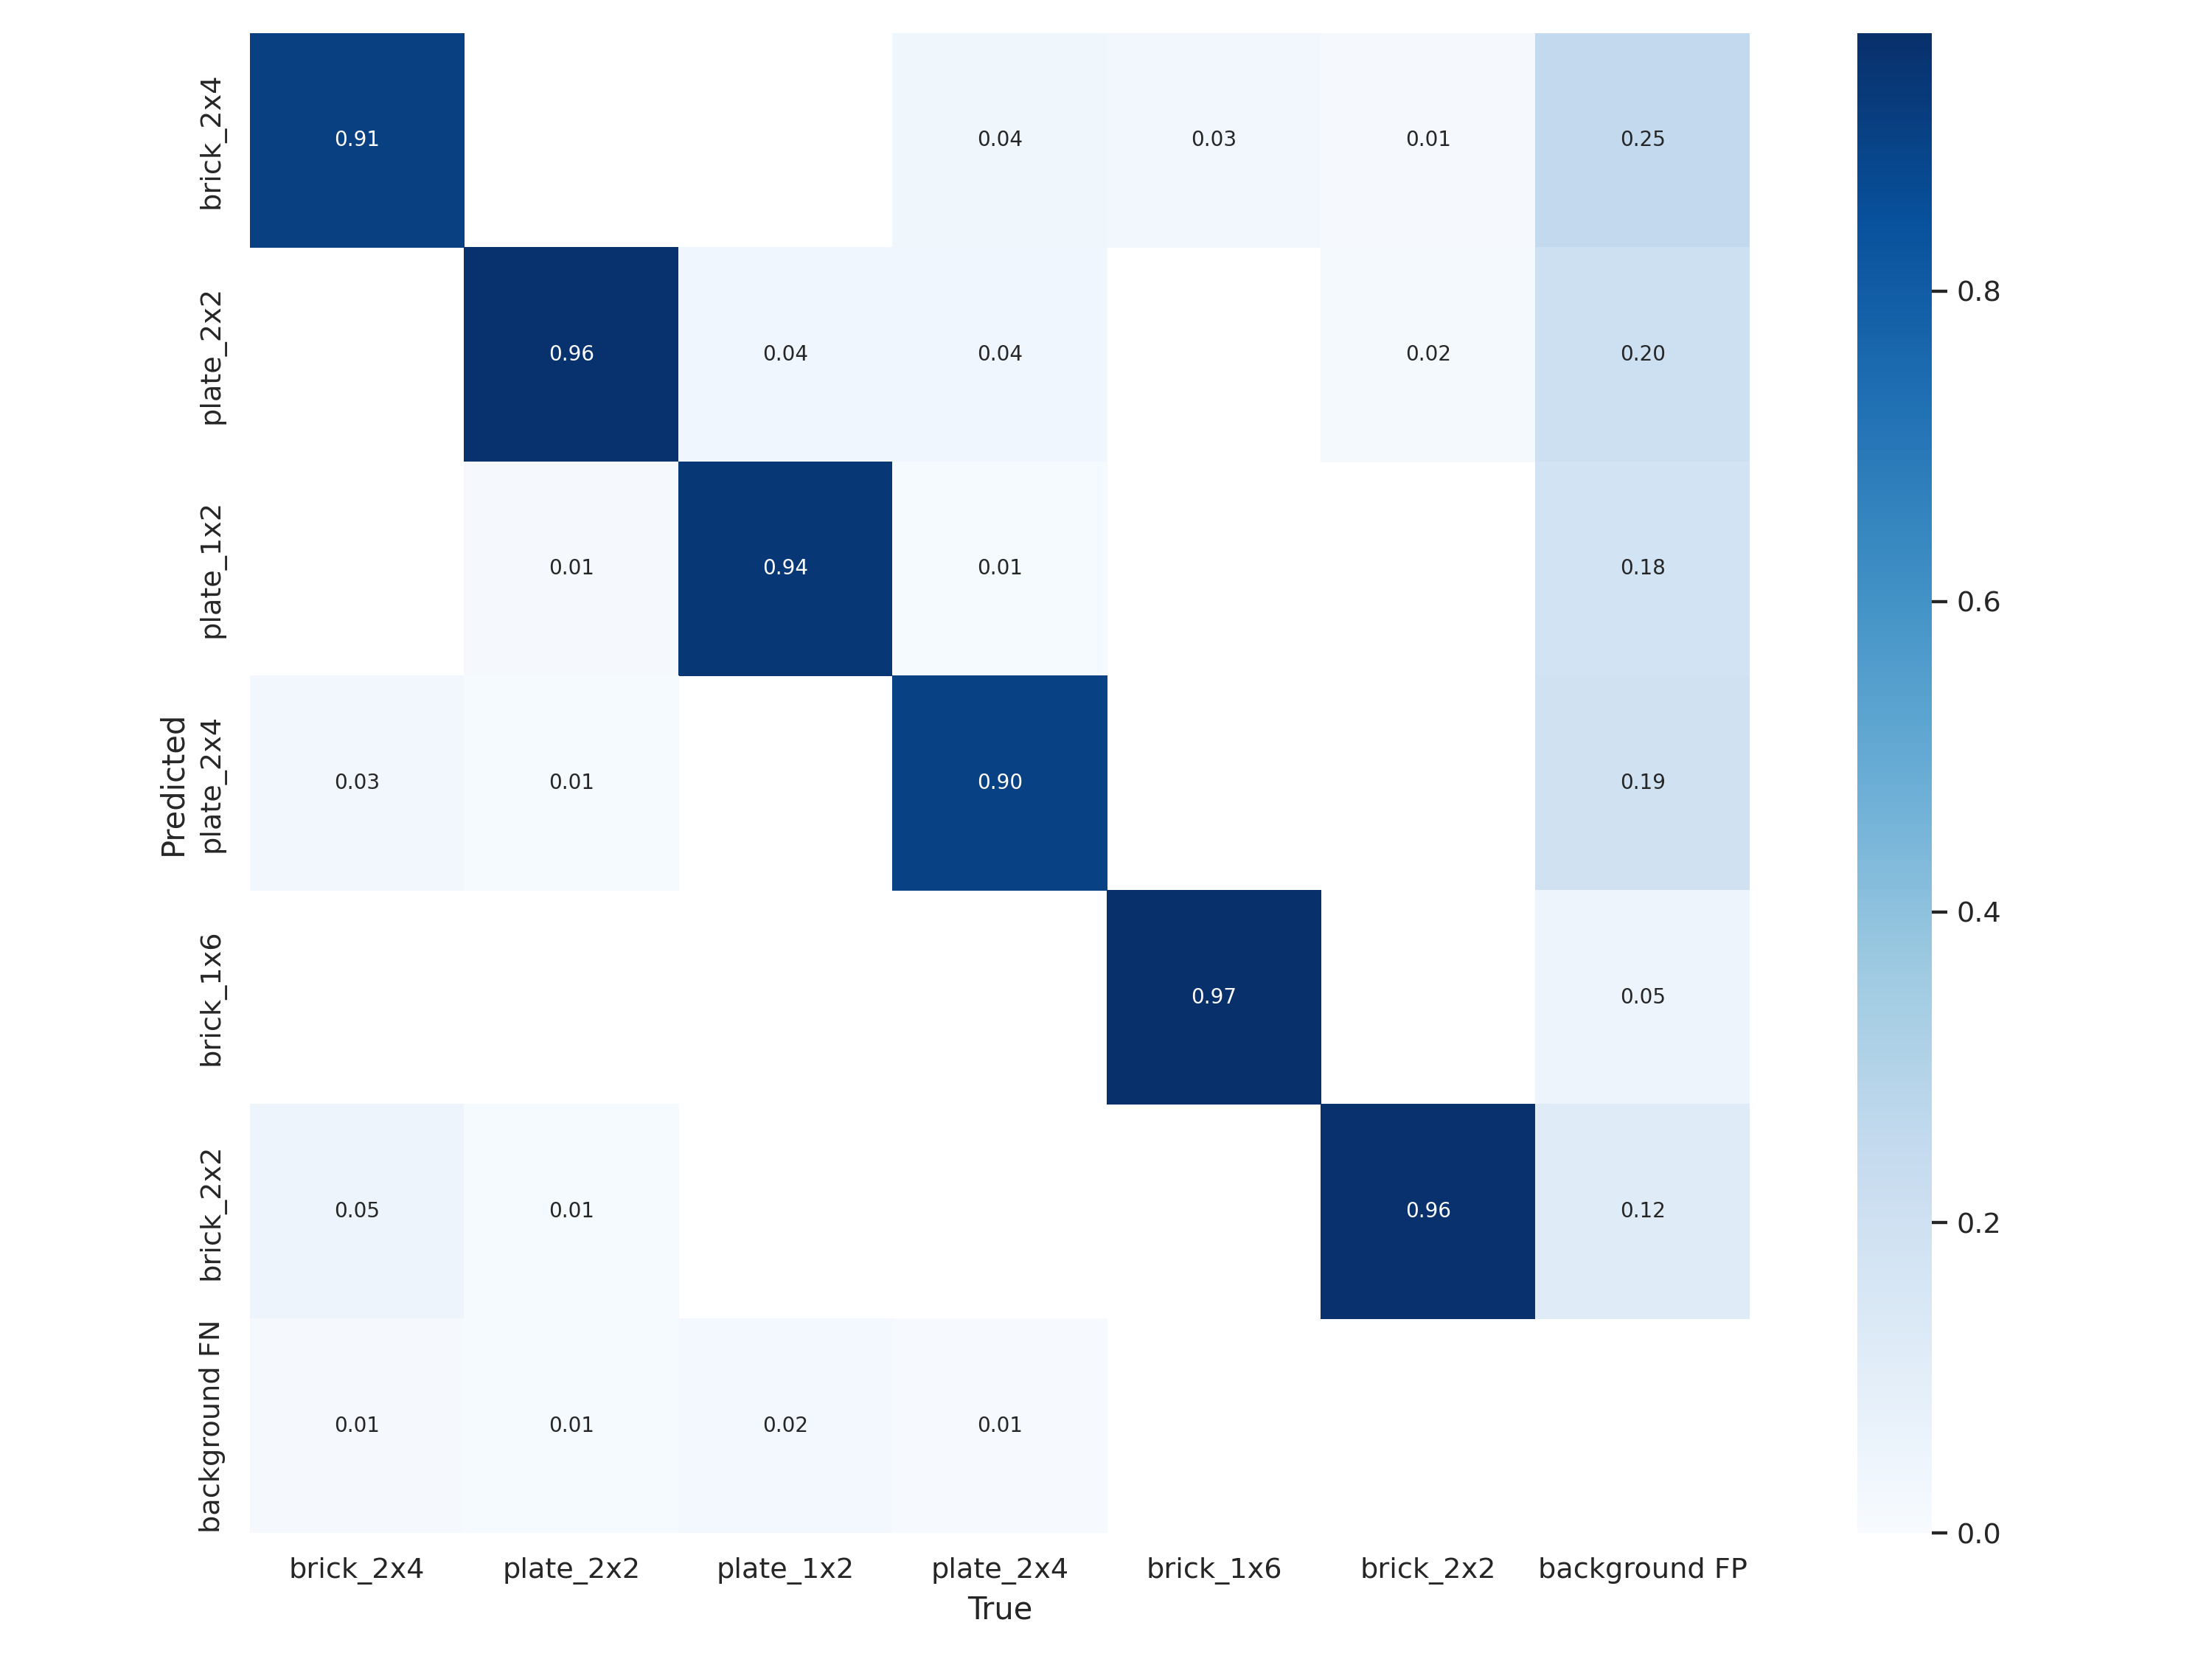 brick_2x4
0.91
0.04
0.03
0.01
0.25
plate_2x2
0.96
0.04
0.04
0.02
0.20
0.8
plate_1x2
0.01
0.94
0.01
0.18
0.6
Predicted
plate_2x4
0.03
0.01
0.90
0.19
0.4
brick_1x6
0.97
0.05
brick_2x2
0.05
0.01
0.96
0.12
0.2
background FN
0.01
0.01
0.02
0.01
0.0
brick_2x4
plate_2x2
plate_1x2
plate_2x4
brick_1x6
brick_2x2
background FP
True